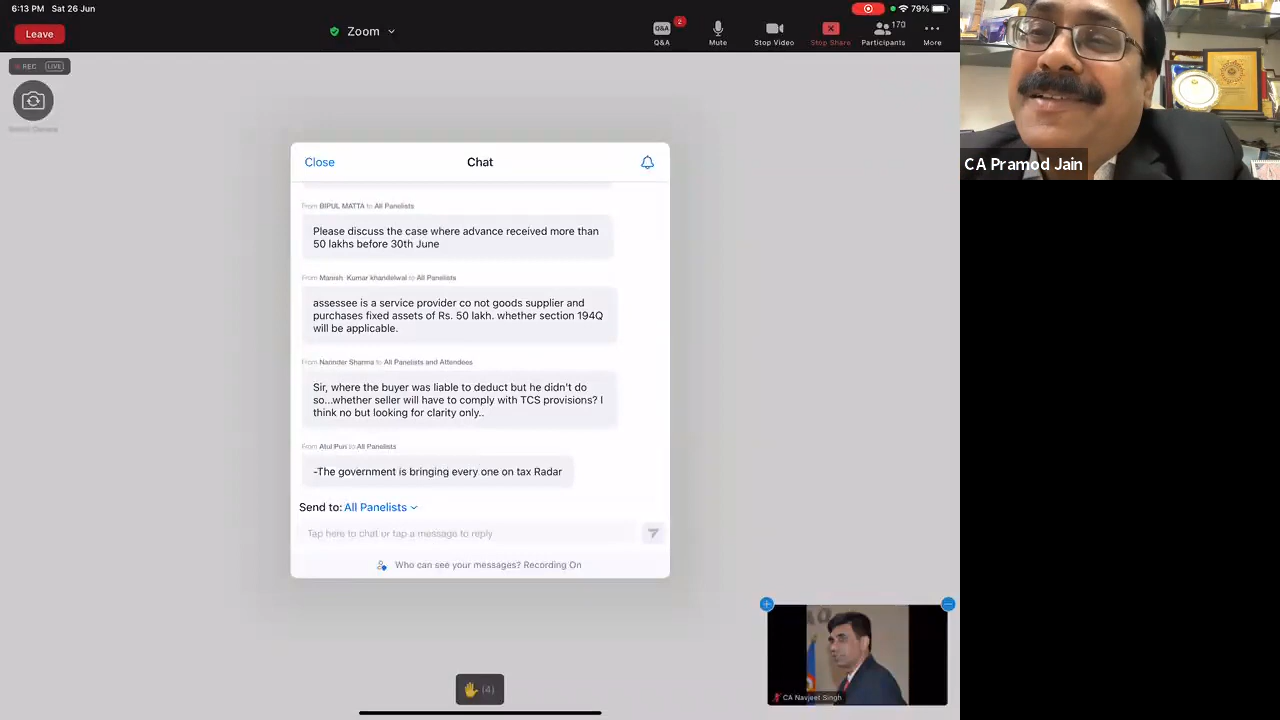 6:13 PM Sat 26 Jun
79%
Leave
Zoom
Q&A
2
Q&A
Mute
Stop Video
Stop Share
170
Participants
More
REC LIVE
Close
Chat
From BIPUL MATTA to All Panelists
Please discuss the case where advance received more than
50 lakhs before 30th June
From Manish Kumar khandelwal to All Panelists
assessee is a service provider co not goods supplier and
purchases fixed assets of Rs. 50 lakh. whether section 194Q
will be applicable.
From Narinder Sharma to All Panelists and Attendees
Sir, where the buyer was liable to deduct but he didn't do
so...whether seller will have to comply with TCS provisions? I
think no but looking for clarity only..
From Atul Puri to All Panelists
-The government is bringing every one on tax Radar
Send to: All Panelists
Tap here to chat or tap a message to reply
Who can see your messages? Recording On
(4)
CA Navjeet Singh
CA Pramod Jain